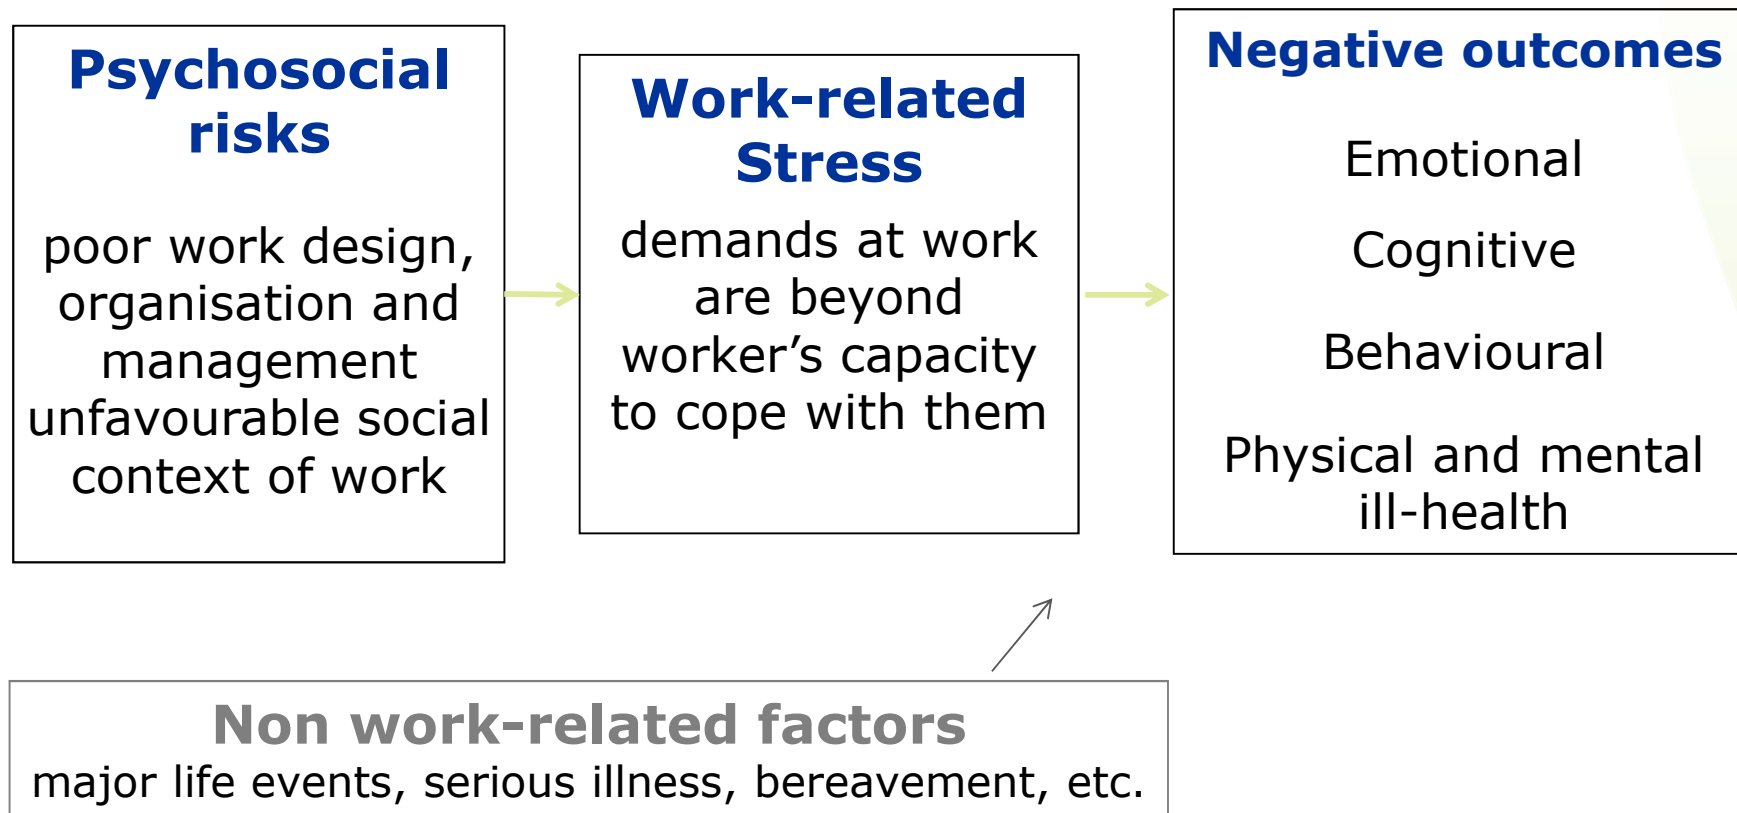 Psychosocial
risks
poor work design,
organisation and
management
unfavourable social
context of work
Work-related
Stress
demands at work
are beyond
worker’s capacity
to cope with them
Negative outcomes
Emotional
Cognitive
Behavioural
Physical and mental
ill-health
Non work-related factors
major life events, serious illness, bereavement, etc.